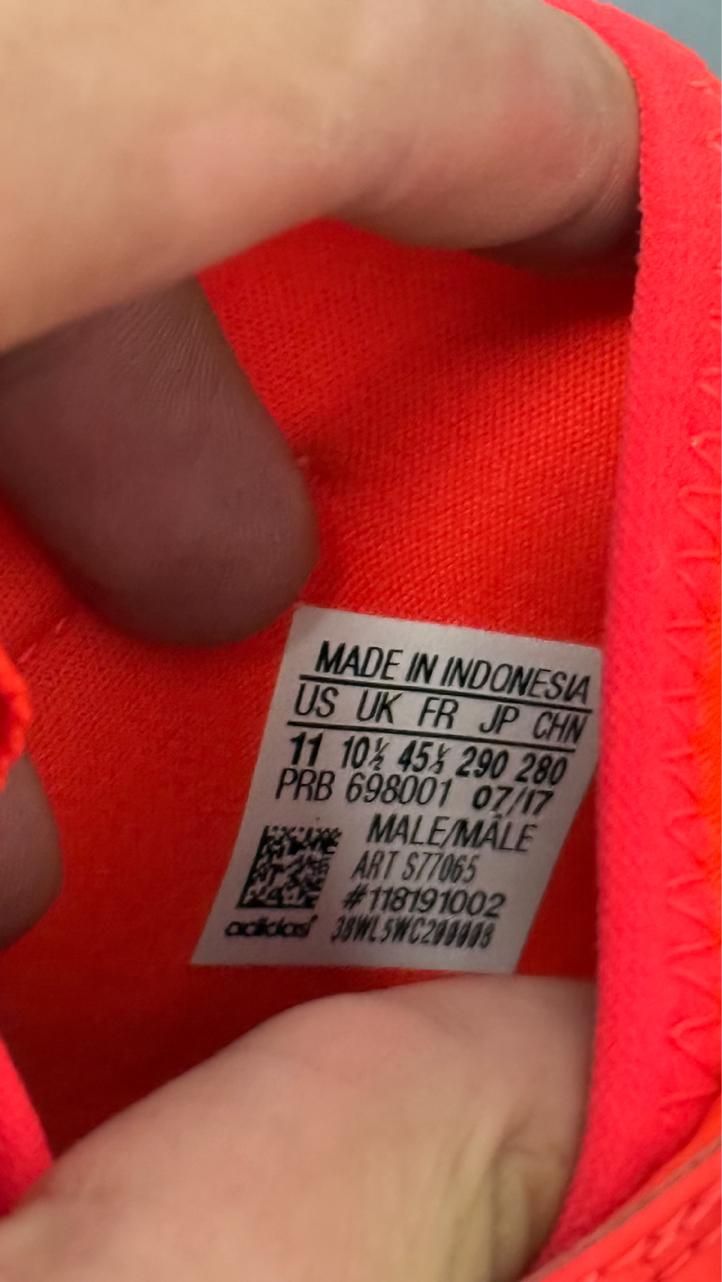 MADE IN INDONESIA
US UK FR JP CHN
11 10½ 45⅓ 290 280
PRB 698001 07/17
MALE/MÂLE
ART S77065
#118191002
adidas